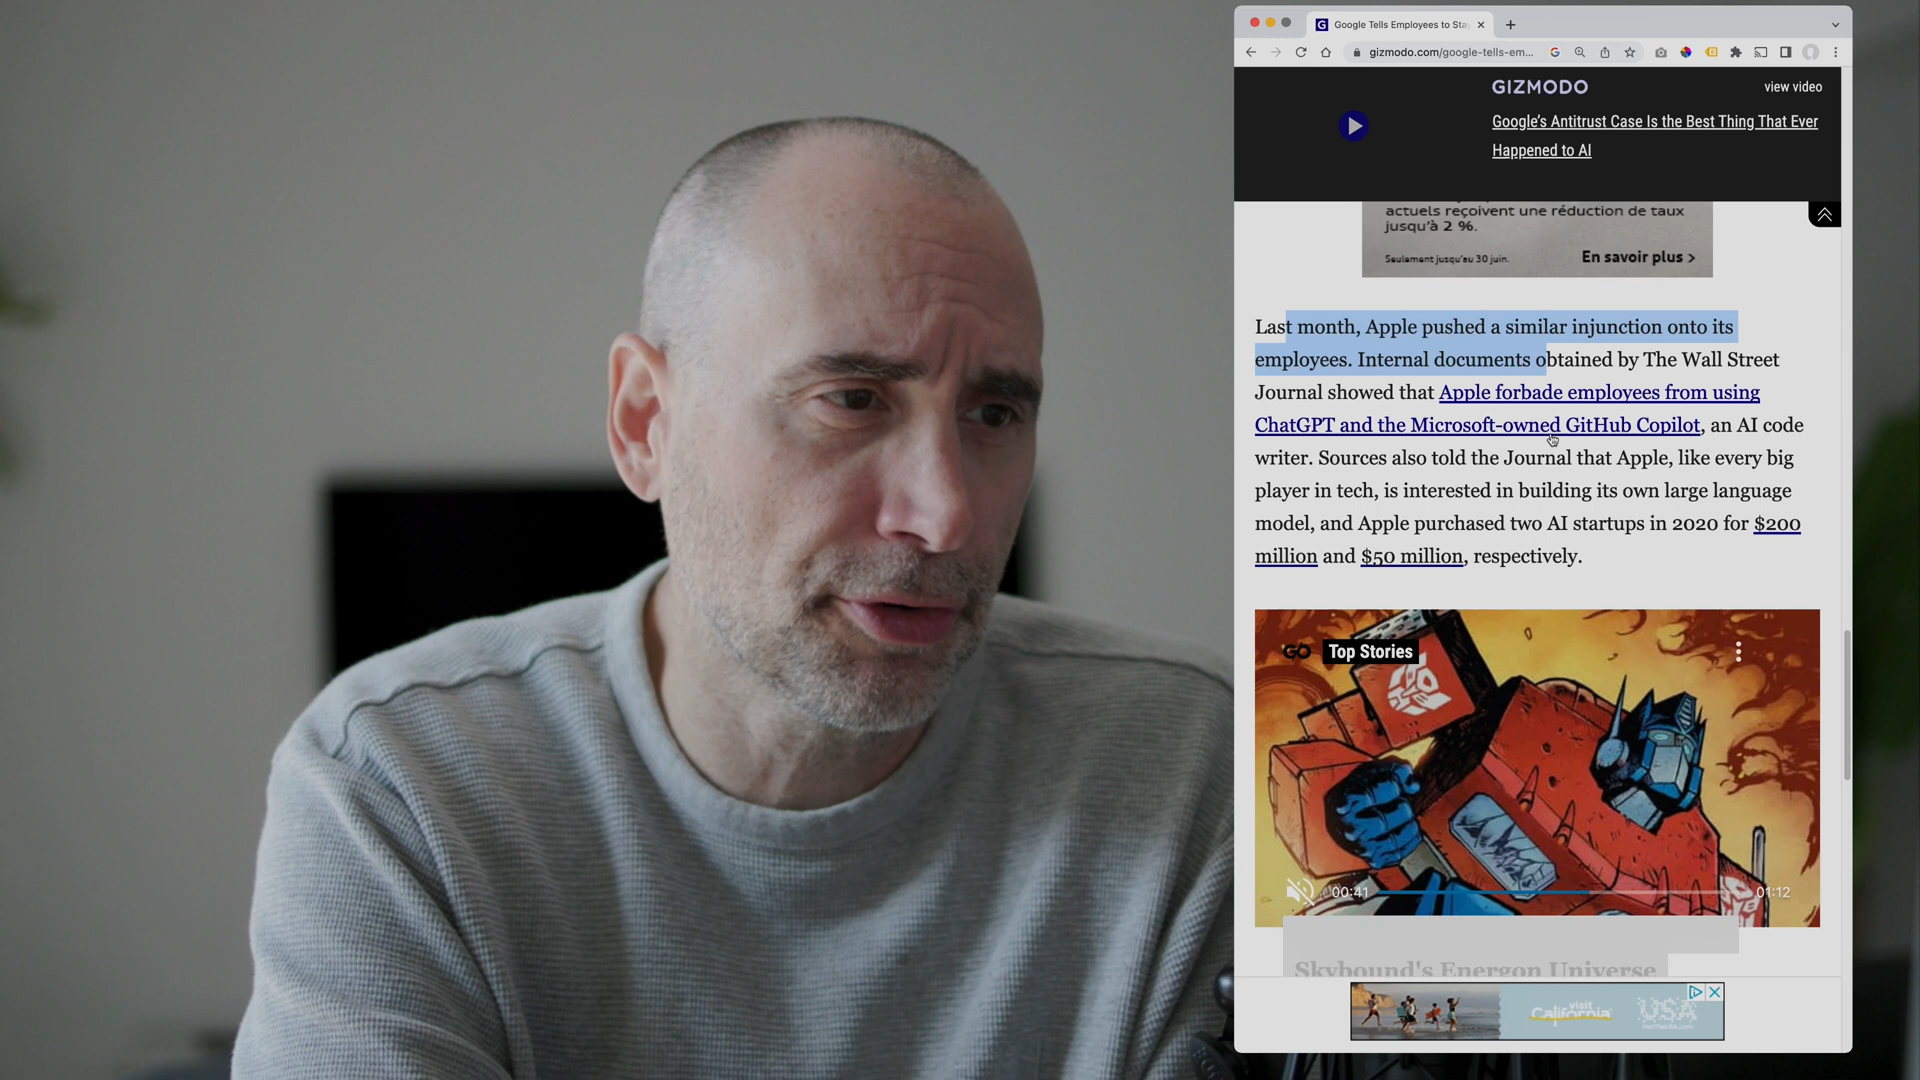 Google Tells Employees to Sta
gizmodo.com/google-tells-em...
GIZMODO
view video
Google's Antitrust Case Is the Best Thing That Ever
Happened to AI
actuels reçoivent une réduction de taux
jusqu'à 2 %.
Seulement jusqu'au 30 juin.
En savoir plus >
Last month, Apple pushed a similar injunction onto its
employees. Internal documents obtained by The Wall Street
Journal showed that Apple forbade employees from using
ChatGPT and the Microsoft-owned GitHub Copilot, an AI code
writer. Sources also told the Journal that Apple, like every big
player in tech, is interested in building its own large language
model, and Apple purchased two AI startups in 2020 for $200
million and $50 million, respectively.
Top Stories
00:41
01:12
Skybound's Energon Universe
visit
California
USA
VisitTheUSA.com